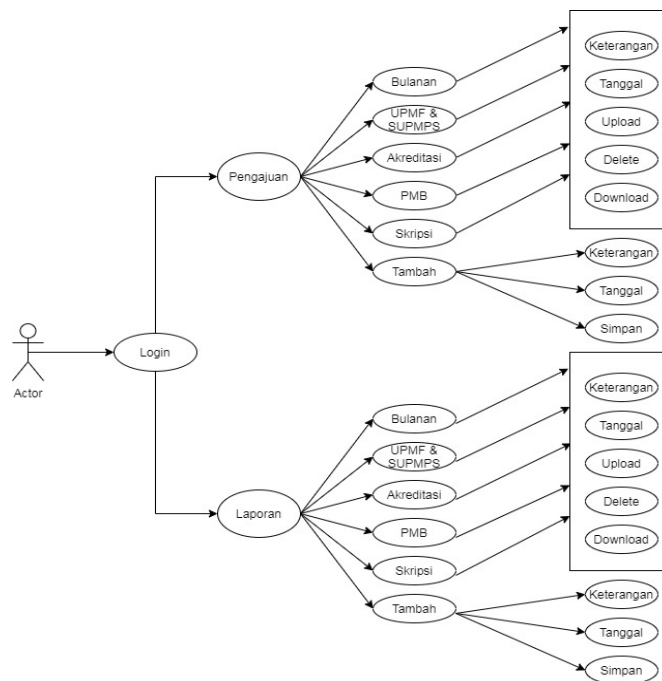 Actor
Login
Pengajuan
Bulanan
UPMF &
SUPMPS
Akreditasi
PMB
Skripsi
Tambah
Keterangan
Tanggal
Upload
Delete
Download
Keterangan
Tanggal
Simpan
Laporan
Bulanan
UPMF &
SUPMPS
Akreditasi
PMB
Skripsi
Tambah
Keterangan
Tanggal
Upload
Delete
Download
Keterangan
Tanggal
Simpan